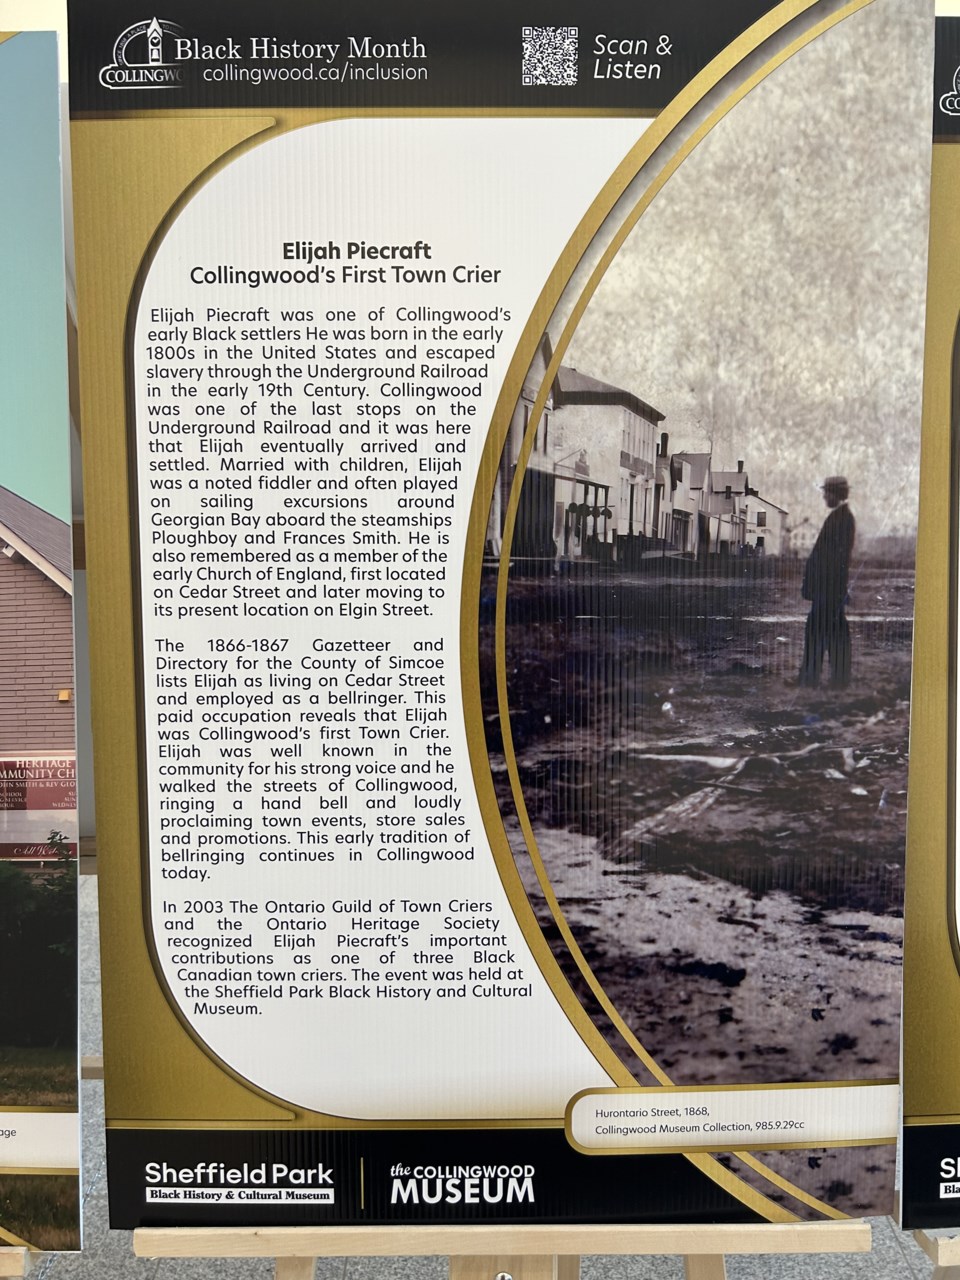 Black History Month
collingwood.ca/inclusion
Scan &
Listen
Elijah Piecraft
Collingwood's First Town Crier
Elijah Piecraft was one of Collingwood's
early Black settlers He was born in the early
1800s in the United States and escaped
slavery through the Underground Railroad
in the early 19th Century. Collingwood
was one of the last stops on the
Underground Railroad and it was here
that Elijah eventually arrived and
settled. Married with children, Elijah
was a noted fiddler and often played
on sailing excursions around
Georgian Bay aboard the steamships
Ploughboy and Frances Smith. He is
also remembered as a member of the
early Church of England, first located
on Cedar Street and later moving to
its present location on Elgin Street.
The 1866-1867 Gazetteer and
Directory for the County of Simcoe
lists Elijah as living on Cedar Street
and employed as a bellringer. This
paid occupation reveals that Elijah
was Collingwood's first Town Crier.
Elijah was well known in the
community for his strong voice and he
walked the streets of Collingwood,
ringing a hand bell and loudly
proclaiming town events, store sales
and promotions. This early tradition of
bellringing continues in Collingwood
today.
In 2003 The Ontario Guild of Town Criers
and the Ontario Heritage Society
recognized Elijah Piecraft's important
contributions as one of three Black
Canadian town criers. The event was held at
the Sheffield Park Black History and Cultural
Museum.
Hurontario Street, 1868,
Collingwood Museum Collection, 985.9.29cc
Sheffield Park
Black History & Cultural Museum
the COLLINGWOOD
MUSEUM
HERITAGE